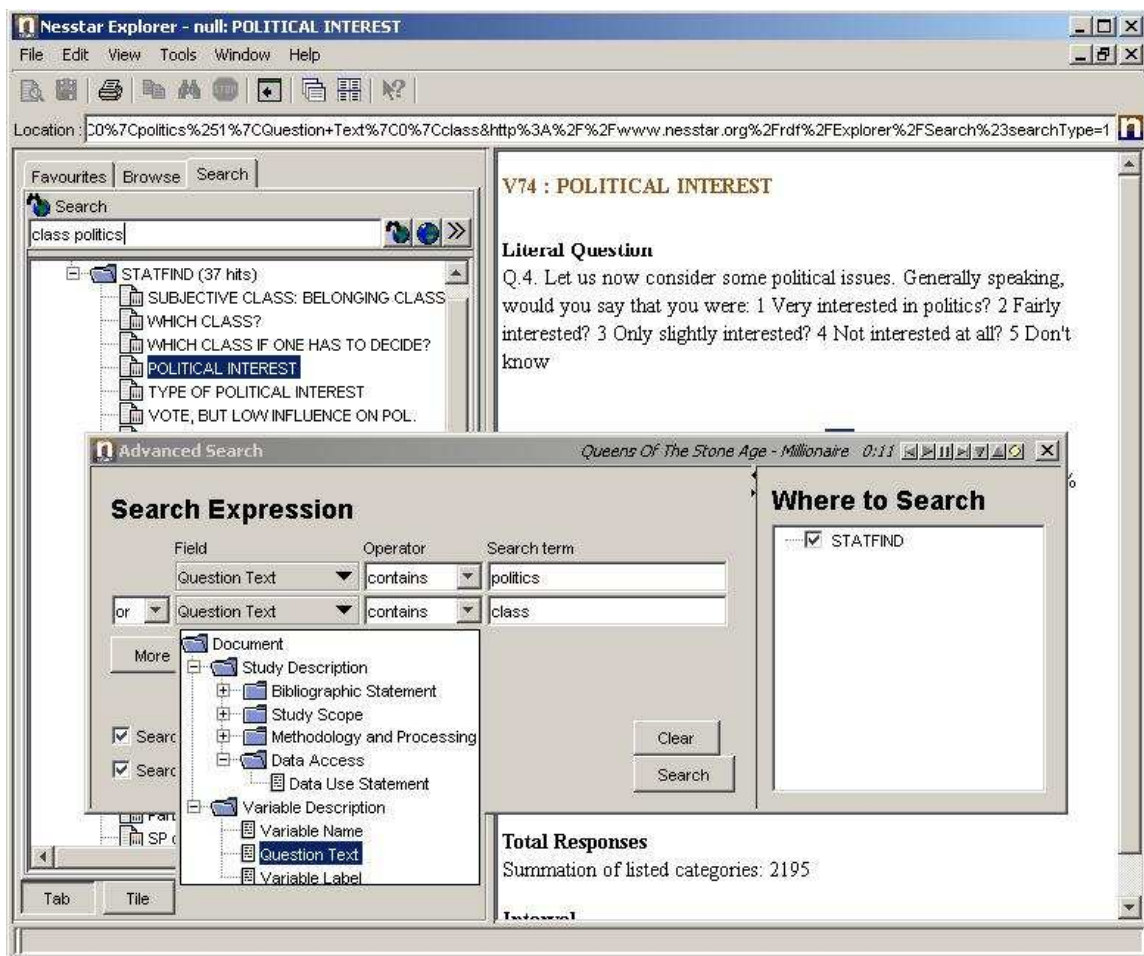 Nesstar Explorer - null: POLITICAL INTEREST
File Edit View Tools Window Help
Location : C0%7Cpolitics%251%7CQuestion+Text%7C0%7Cclass&http%3A%2F%2Fwww.nesstar.org%2Frdf%2FExplorer%2FSearch%23searchType=1
Favourites Browse Search
Search
class politics
STATFIND (37 hits)
SUBJECTIVE CLASS: BELONGING CLASS
WHICH CLASS?
WHICH CLASS IF ONE HAS TO DECIDE?
POLITICAL INTEREST
TYPE OF POLITICAL INTEREST
VOTE, BUT LOW INFLUENCE ON POL.
V74 : POLITICAL INTEREST
Literal Question
Q.4. Let us now consider some political issues. Generally speaking,
would you say that you were: 1 Very interested in politics? 2 Fairly
interested? 3 Only slightly interested? 4 Not interested at all? 5 Don't
know
Advanced Search Queens Of The Stone Age - Millionaire 0:11
%
Search Expression
Field Operator Search term
Question Text contains politics
or Question Text contains class
More
Document
Study Description
Bibliographic Statement
Study Scope
Methodology and Processing
Data Access
Data Use Statement
Variable Description
Variable Name
Question Text
Variable Label
Searc
Searc
Clear
Search
Where to Search
STATFIND
SP
Total Responses
Summation of listed categories: 2195
Interval
Tab Tile